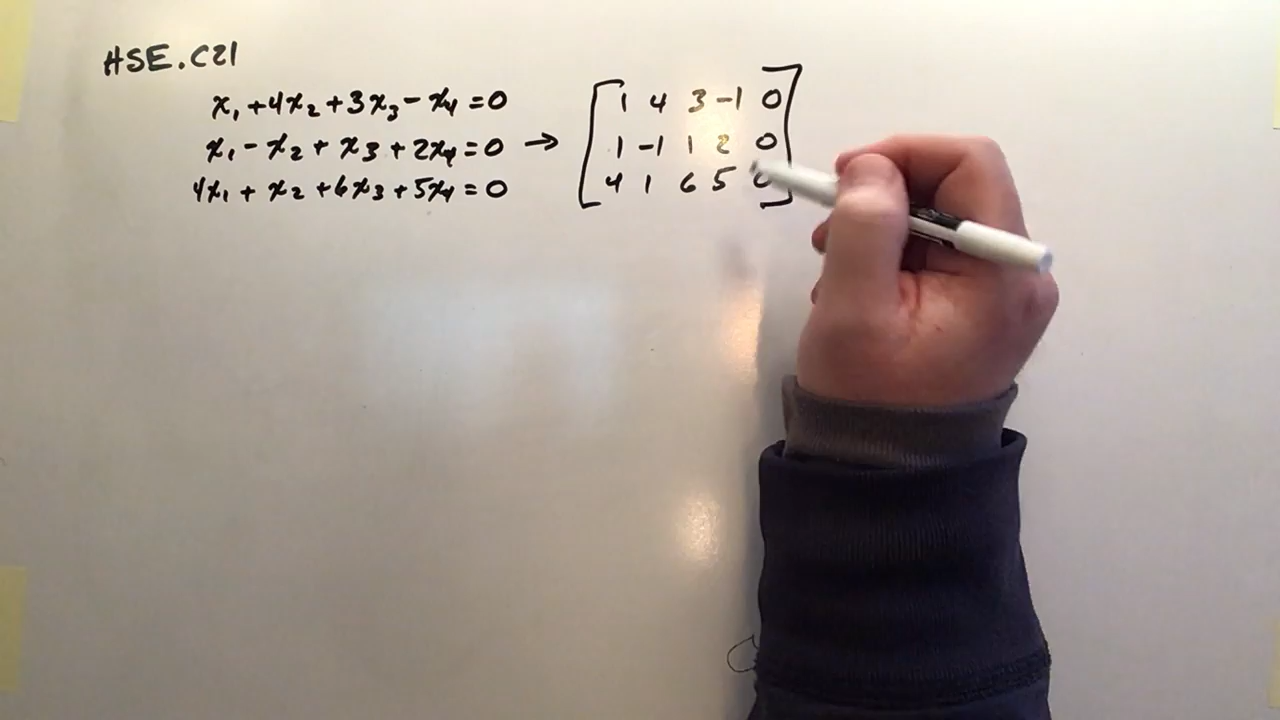 HSE.C21
x₁ + 4x₂ + 3x₃ - x₄ = 0
x₁ - x₂ + x₃ + 2x₄ = 0 →
4x₁ + x₂ + 6x₃ + 5x₄ = 0
1 4 3 -1 0
1 -1 1 2 0
4 1 6 5 0